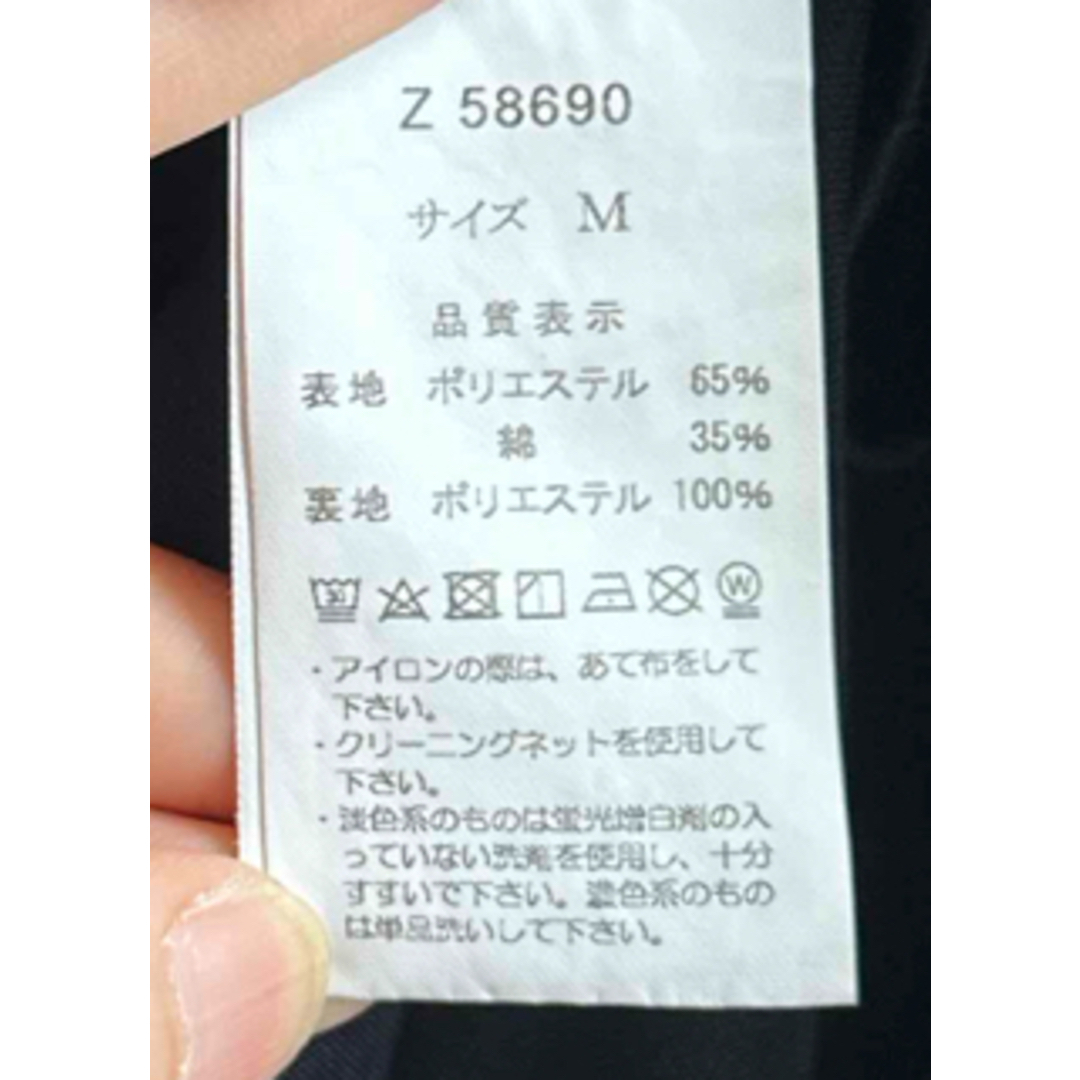 Z 58690
サイズ M
品質表示
表地 ポリエステル 65%
綿 35%
裏地 ポリエステル 100%
W
・アイロンの際は、あて布をして
下さい。
・クリーニングネットを使用して
下さい。
・淡色系のものは蛍光増白剤の入
っていない洗剤を使用し、十分
すすいで下さい。濃色系のもの
は単品洗いして下さい。